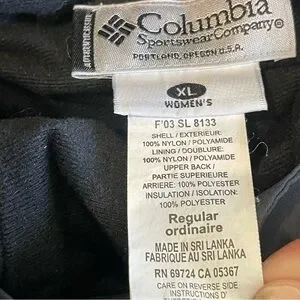 Columbia
Sportswear Company®
PORTLAND, OREGON U.S.A.
XL
WOMEN'S
F'03 SL 8133
SHELL / EXTERIEUR:
100% NYLON / POLYAMIDE
LINING / DOUBLURE:
100% NYLON / POLYAMIDE
UPPER BACK /
PARTIE SUPERIEURE
ARRIERE: 100% POLYESTER
INSULATION / ISOLATION:
100% POLYESTER
Regular
ordinaire
MADE IN SRI LANKA
FABRIQUE AU SRI LANKA
RN 69724 CA 05367
CARE ON REVERSE SIDE
INSTRUCTIONS D